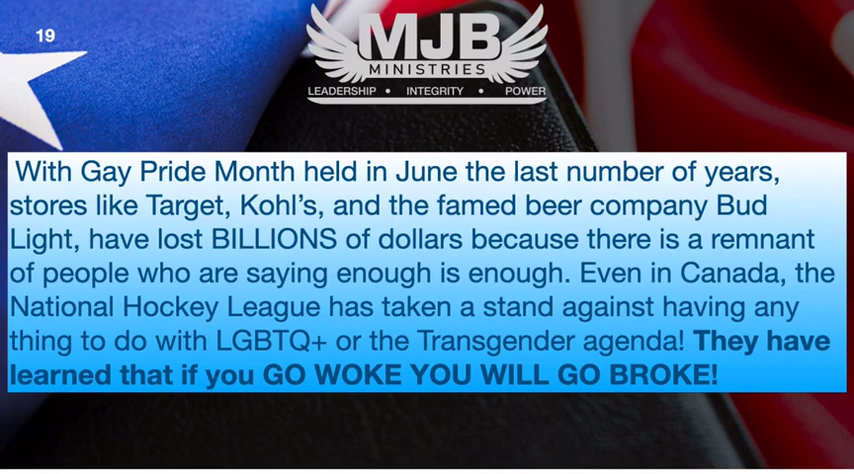 19
MJB
MINISTRIES
LEADERSHIP • INTEGRITY • POWER
With Gay Pride Month held in June the last number of years,
stores like Target, Kohl's, and the famed beer company Bud
Light, have lost BILLIONS of dollars because there is a remnant
of people who are saying enough is enough. Even in Canada, the
National Hockey League has taken a stand against having any
thing to do with LGBTQ+ or the Transgender agenda! They have
learned that if you GO WOKE YOU WILL GO BROKE!